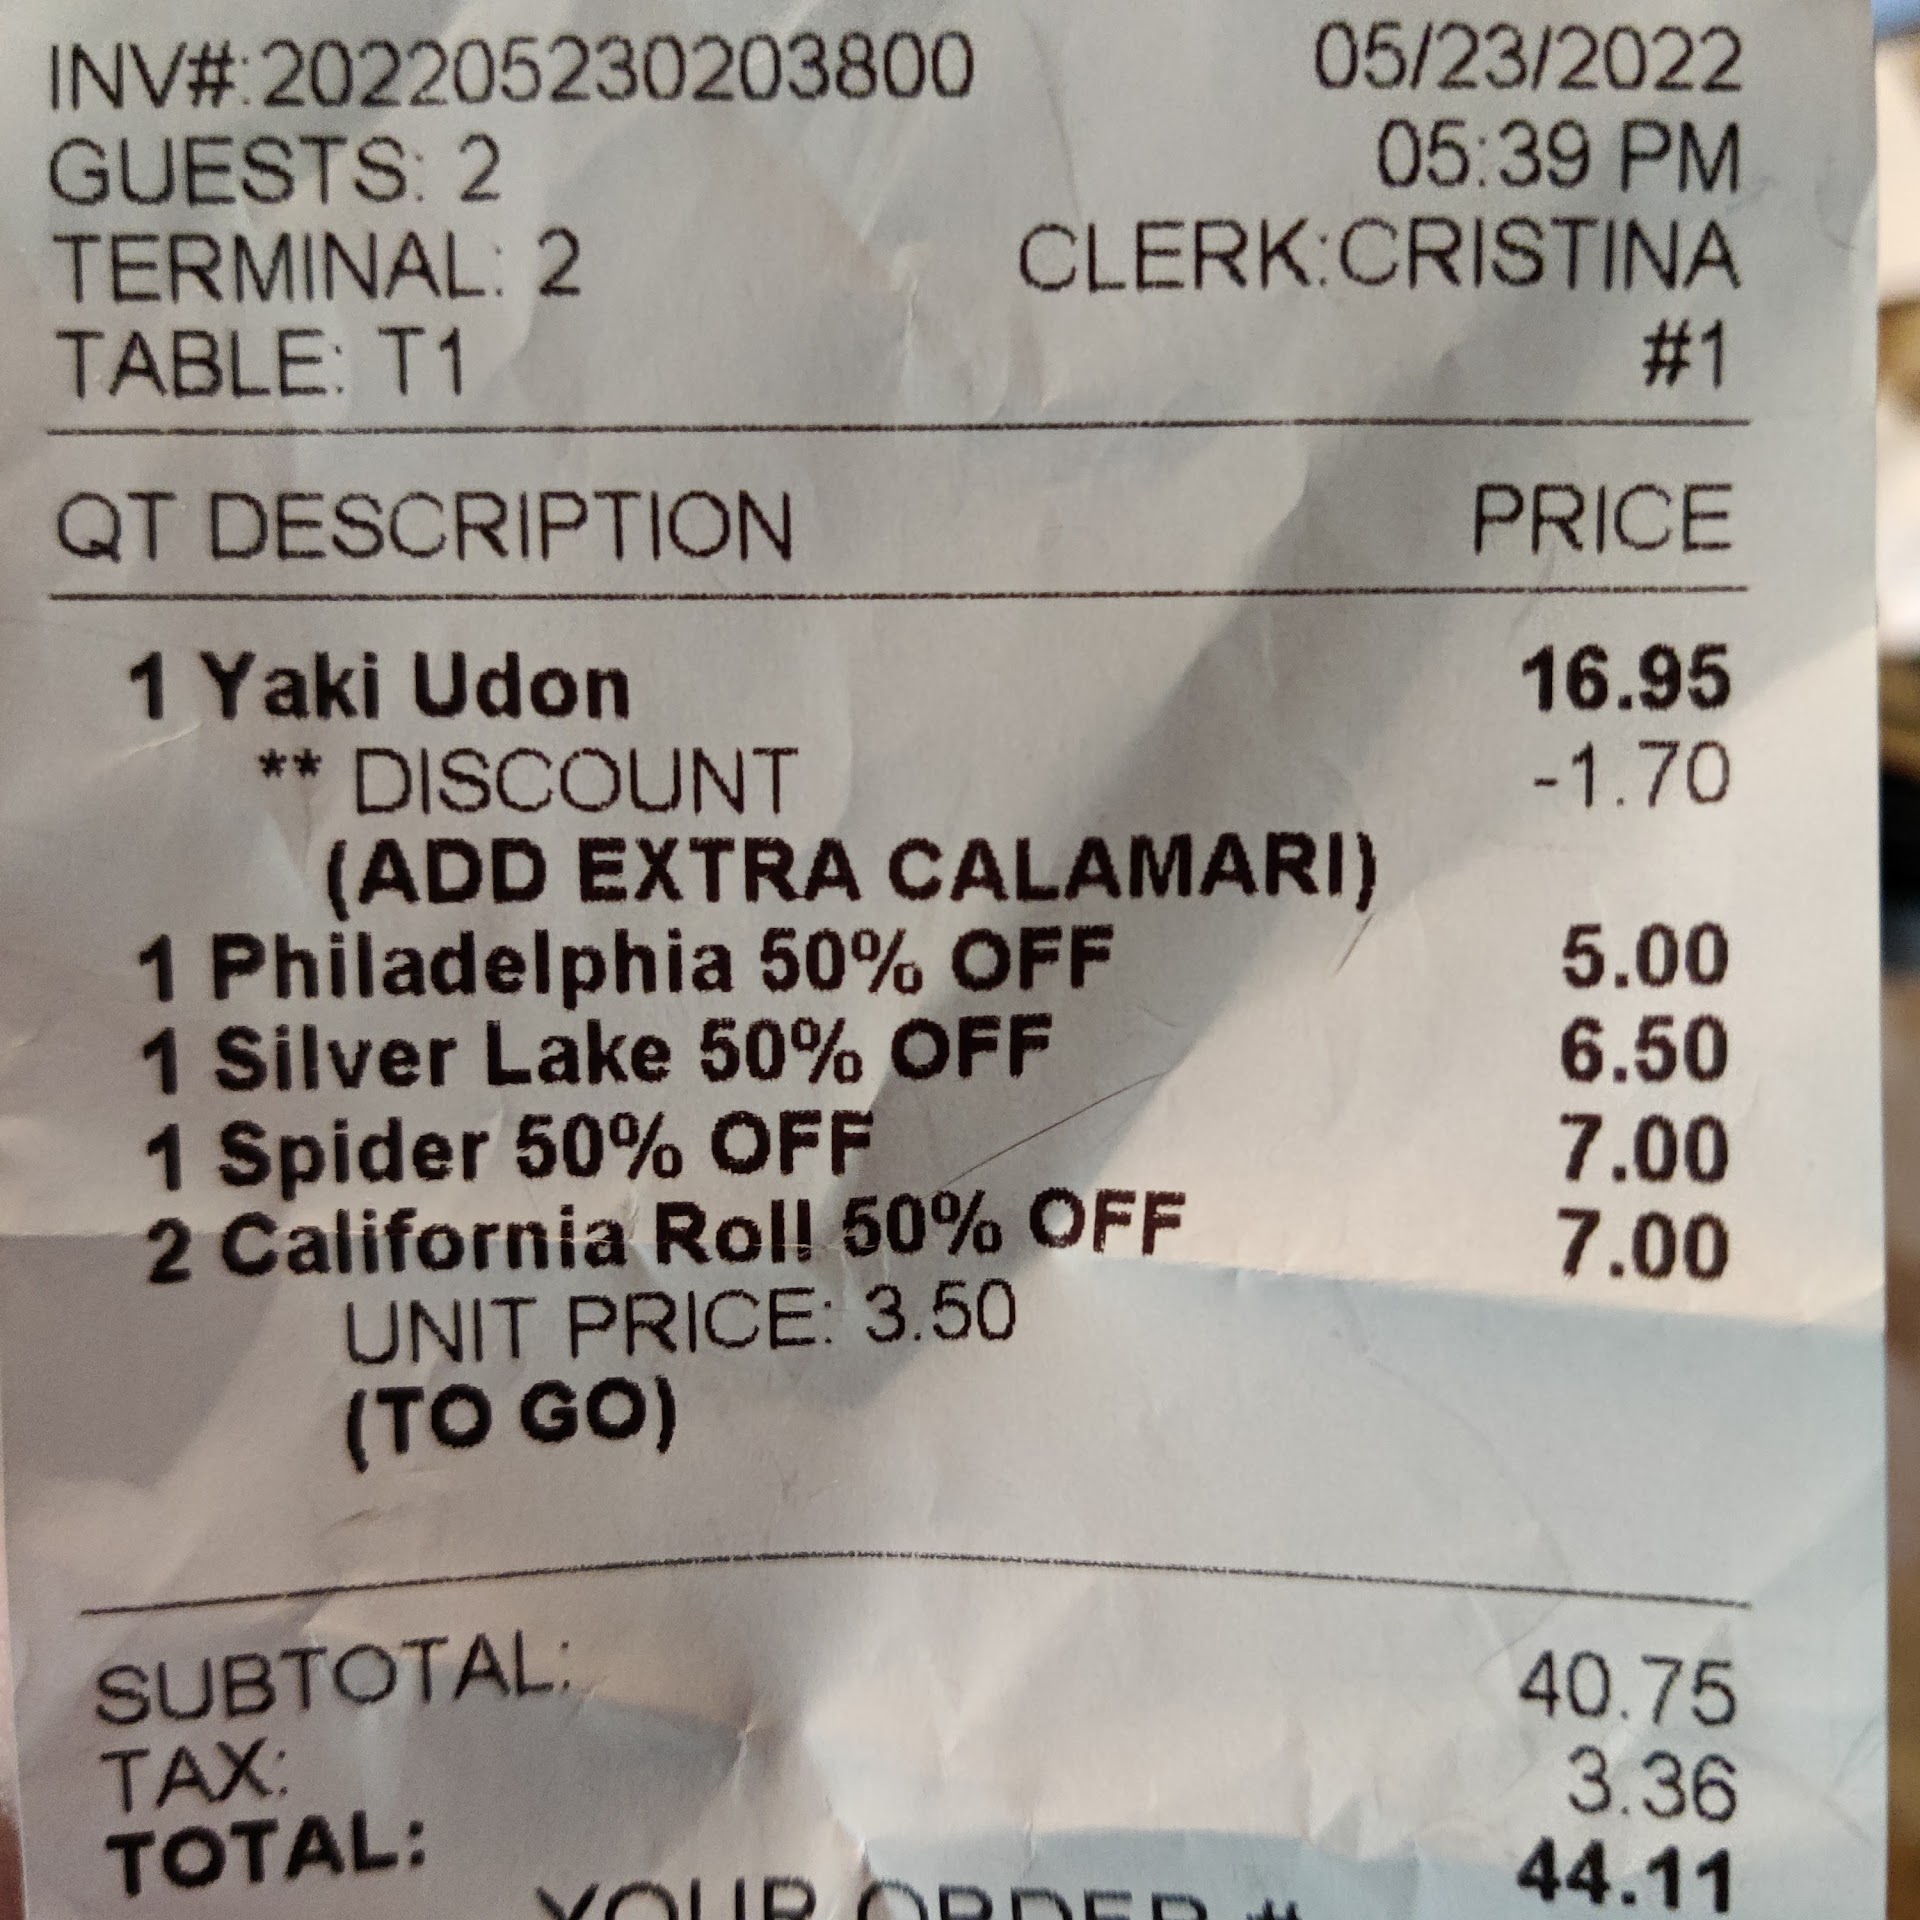 INV#:202205230203800 05/23/2022
GUESTS: 2 05:39 PM
TERMINAL: 2 CLERK:CRISTINA
TABLE: T1 #1
QT DESCRIPTION PRICE
1 Yaki Udon 16.95
** DISCOUNT -1.70
(ADD EXTRA CALAMARI)
1 Philadelphia 50% OFF 5.00
1 Silver Lake 50% OFF 6.50
1 Spider 50% OFF 7.00
2 California Roll 50% OFF 7.00
UNIT PRICE: 3.50
(TO GO)
SUBTOTAL: 40.75
TAX: 3.36
TOTAL: 44.11
YOUR ORDER #